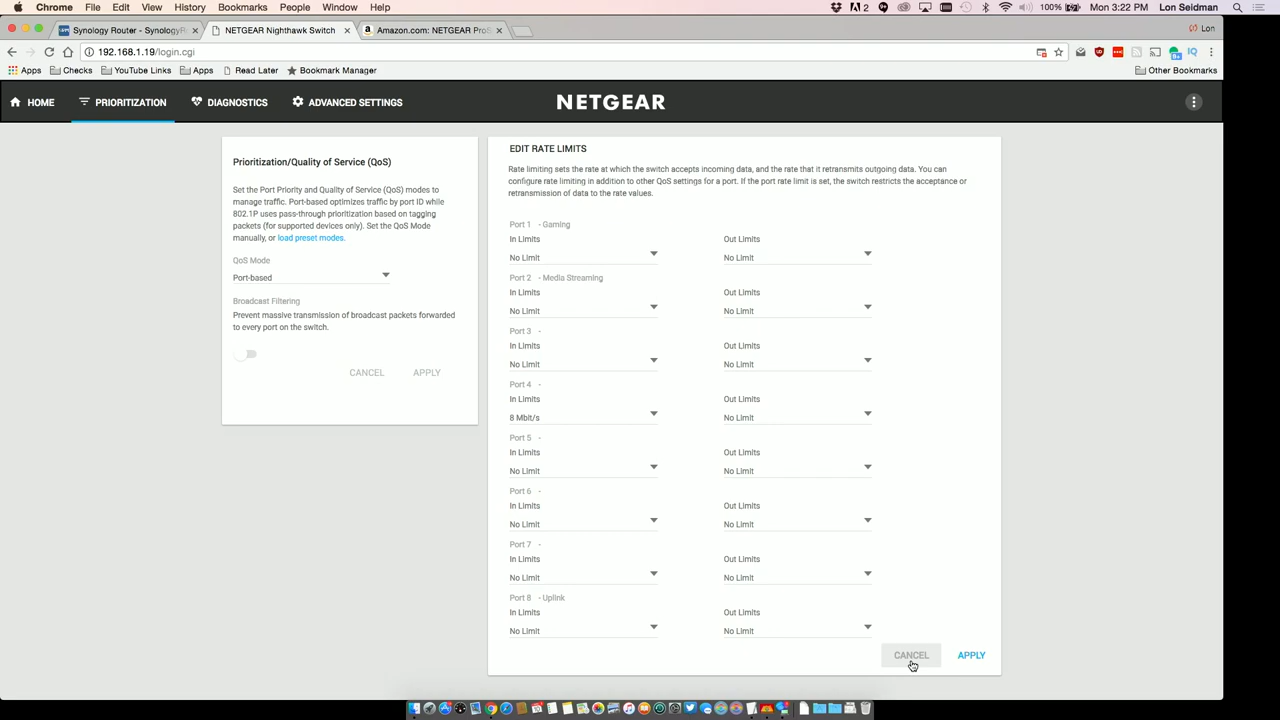 Chrome File Edit View History Bookmarks People Window Help
2 100% Mon 3:22 PM Lon Seidman
Synology Router - SynologyR
NETGEAR Nighthawk Switch
Amazon.com: NETGEAR Pro
Lon
192.168.1.19/login.cgi
Apps Checks YouTube Links Apps Read Later Bookmark Manager Other Bookmarks
HOME PRIORITIZATION DIAGNOSTICS ADVANCED SETTINGS NETGEAR
Prioritization/Quality of Service (QoS)
Set the Port Priority and Quality of Service (QoS) modes to
manage traffic. Port-based optimizes traffic by port ID while
802.1P uses pass-through prioritization based on tagging
packets (for supported devices only). Set the QoS Mode
manually, or load preset modes.
QoS Mode
Port-based
Broadcast Filtering
Prevent massive transmission of broadcast packets forwarded
to every port on the switch.
CANCEL APPLY
EDIT RATE LIMITS
Rate limiting sets the rate at which the switch accepts incoming data, and the rate that it retransmits outgoing data. You can
configure rate limiting in addition to other QoS settings for a port. If the port rate limit is set, the switch restricts the acceptance or
retransmission of data to the rate values.
Port 1 - Gaming
In Limits Out Limits
No Limit No Limit
Port 2 - Media Streaming
In Limits Out Limits
No Limit No Limit
Port 3 -
In Limits Out Limits
No Limit No Limit
Port 4 -
In Limits Out Limits
8 Mbit/s No Limit
Port 5 -
In Limits Out Limits
No Limit No Limit
Port 6 -
In Limits Out Limits
No Limit No Limit
Port 7 -
In Limits Out Limits
No Limit No Limit
Port 8 - Uplink
In Limits Out Limits
No Limit No Limit
CANCEL APPLY